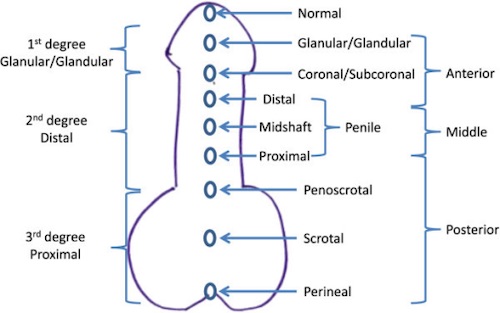 Normal
1st degree
Glanular/Glandular
Glanular/Glandular
Coronal/Subcoronal
Anterior
2nd degree
Distal
Distal
Midshaft
Penile
Proximal
Middle
Penoscrotal
3rd degree
Proximal
Scrotal
Posterior
Perineal